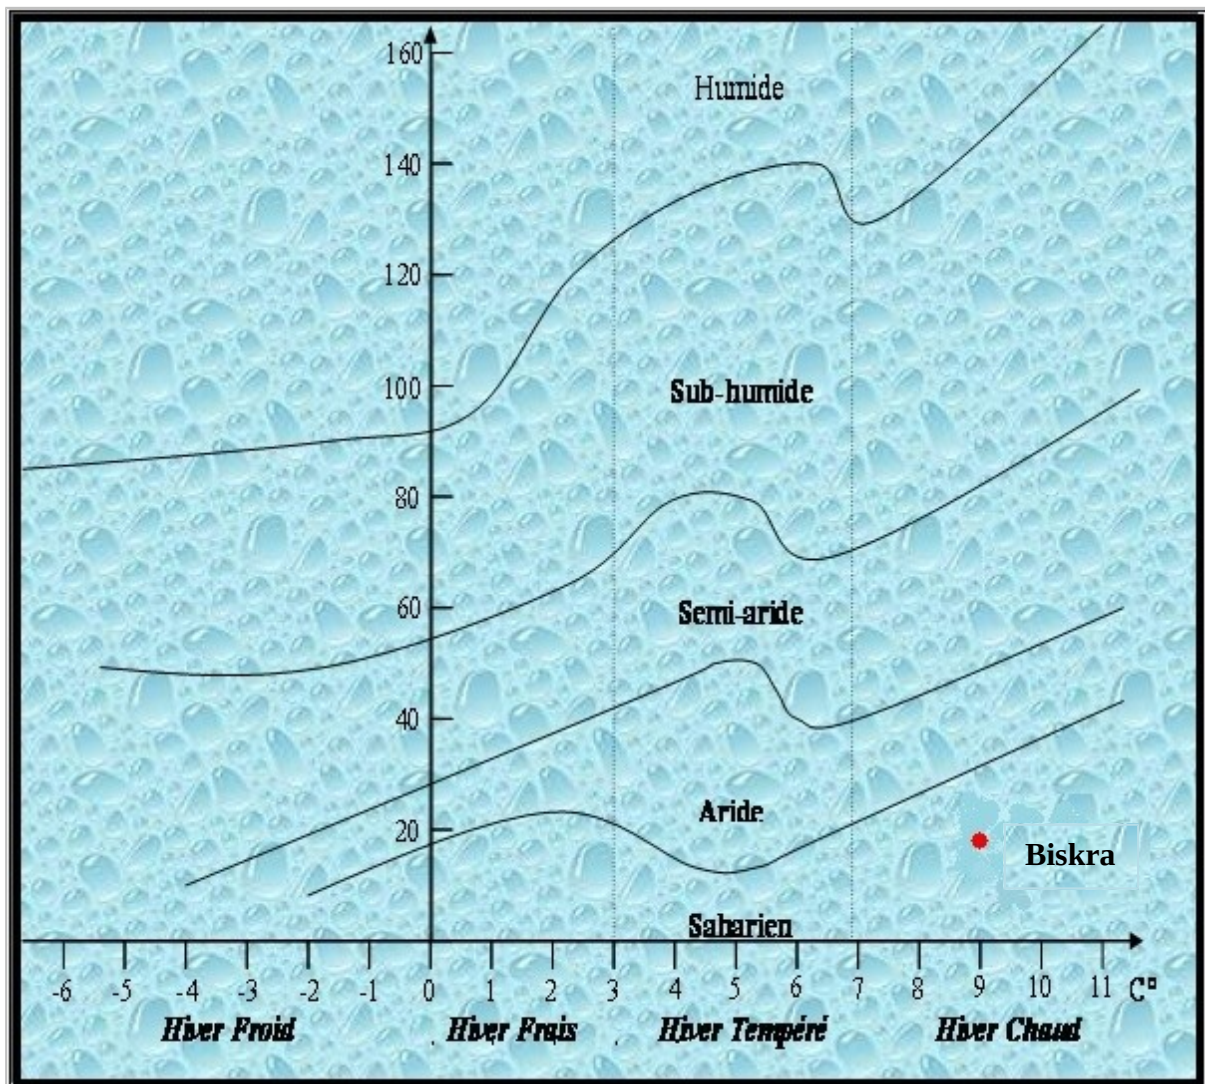 160
Humide
140
120
100
Sub-humide
80
60
Semi-aride
40
20
Aride
Biskra
Saharien
-6 -5 -4 -3 -2 -1 0 1 2 3 4 5 6 7 8 9 10 11 C°
Hiver Froid Hiver Frais Hiver Tempéré Hiver Chaud